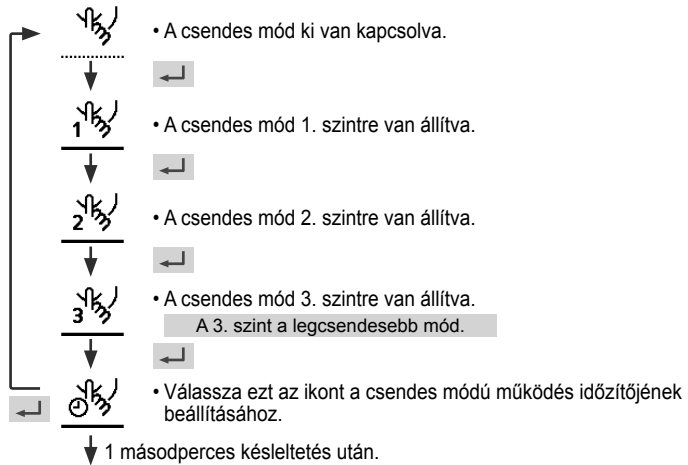 • A csendes mód ki van kapcsolva.
1
• A csendes mód 1. szintre van állítva.
2
• A csendes mód 2. szintre van állítva.
3
• A csendes mód 3. szintre van állítva.
A 3. szint a legcsendesebb mód.
• Válassza ezt az ikont a csendes módú működés időzítőjének
beállításához.
1 másodperces késleltetés után.